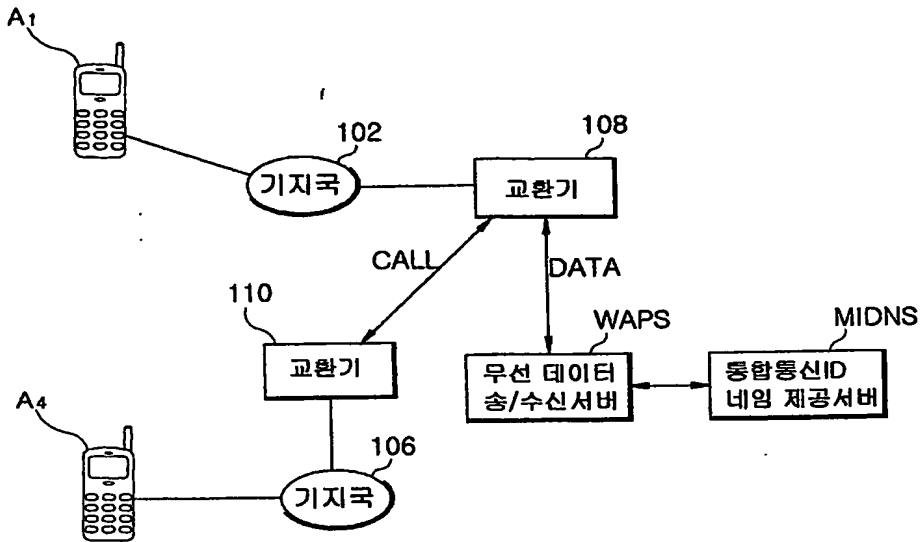 A1
102
기지국
108
교환기
CALL
DATA
110
교환기
WAPS
무선 데이터
송/수신서버
MIDNS
통합통신ID
네임 제공서버
A4
106
기지국